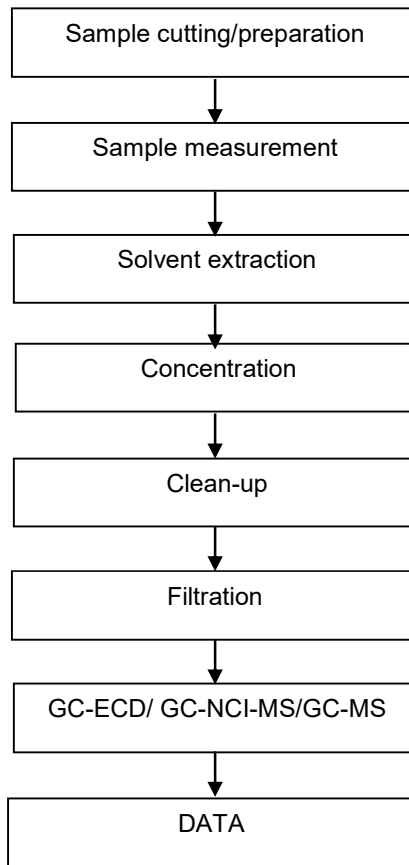 Sample cutting/preparation
Sample measurement
Solvent extraction
Concentration
Clean-up
Filtration
GC-ECD/ GC-NCI-MS/GC-MS
DATA